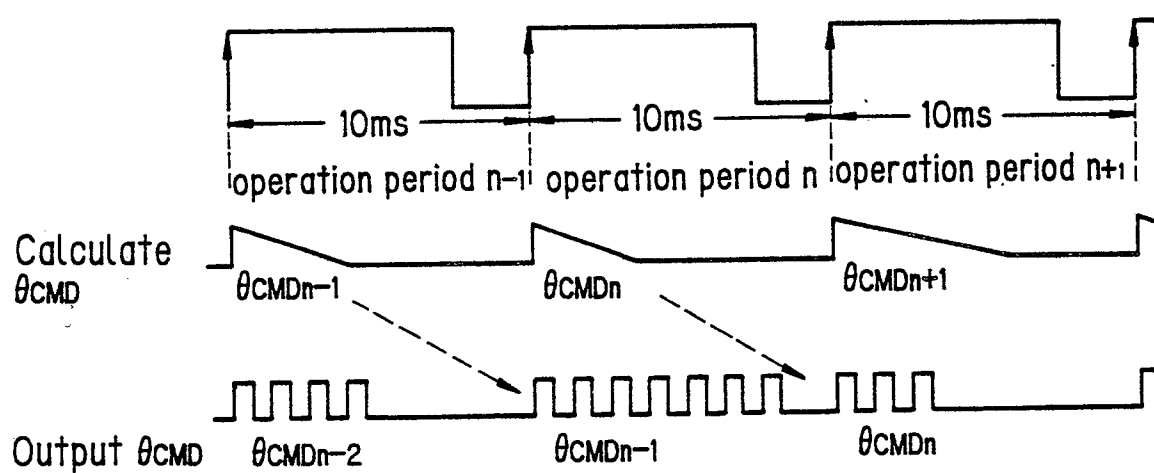 10ms 10ms 10ms
operation period n-1 operation period n operation period n+1
Calculate
θCMD
θCMDn-1 θCMDn θCMDn+1
Output θCMD θCMDn-2 θCMDn-1 θCMDn